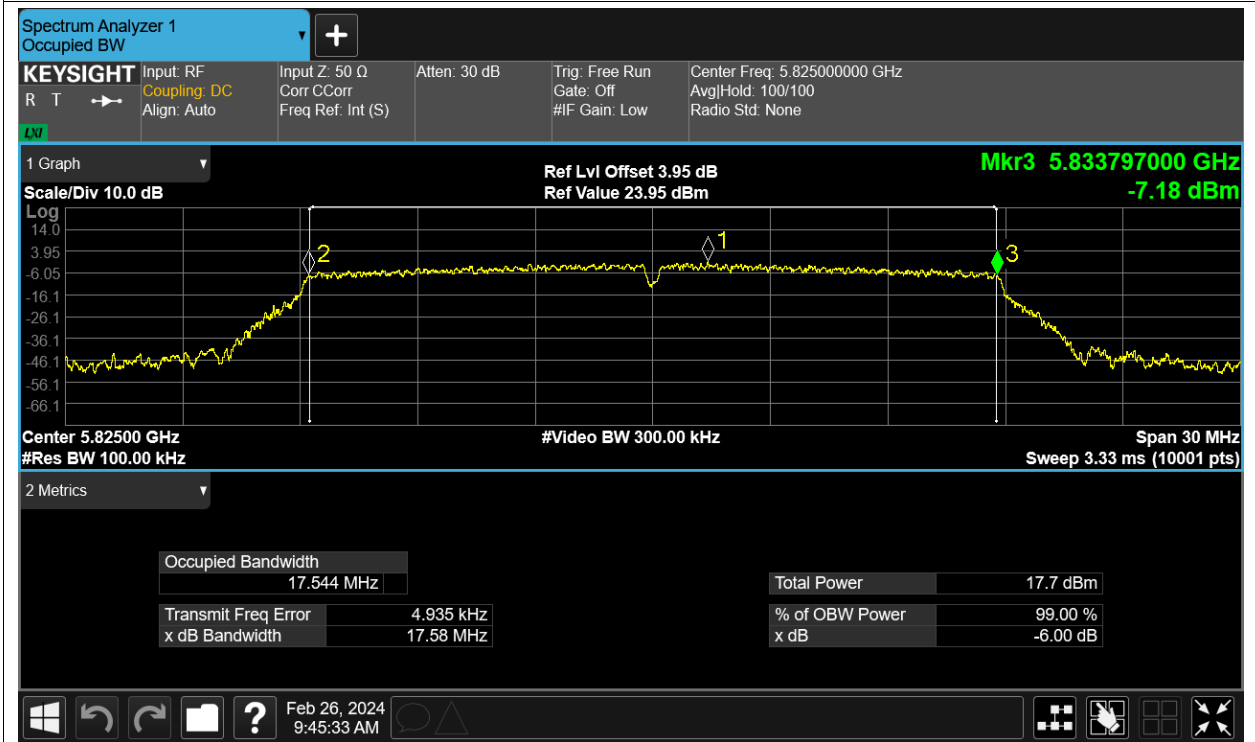 Spectrum Analyzer 1
Occupied BW
KEYSIGHT
R T
LXI
Input: RF
Coupling: DC
Align: Auto
Input Z: 50 Ω
Corr CCorr
Freq Ref: Int (S)
Atten: 30 dB
Trig: Free Run
Gate: Off
#IF Gain: Low
Center Freq: 5.825000000 GHz
Avg|Hold: 100/100
Radio Std: None
1 Graph
Scale/Div 10.0 dB
Ref Lvl Offset 3.95 dB
Ref Value 23.95 dBm
Mkr3 5.833797000 GHz
-7.18 dBm
Log
14.0
3.95
-6.05
-16.1
-26.1
-36.1
-46.1
-56.1
-66.1
2
1
3
Center 5.82500 GHz
#Video BW 300.00 kHz
Span 30 MHz
#Res BW 100.00 kHz
Sweep 3.33 ms (10001 pts)
2 Metrics
Occupied Bandwidth
17.544 MHz
Transmit Freq Error 4.935 kHz
x dB Bandwidth 17.58 MHz
Total Power 17.7 dBm
% of OBW Power 99.00 %
x dB -6.00 dB
?
Feb 26, 2024
9:45:33 AM